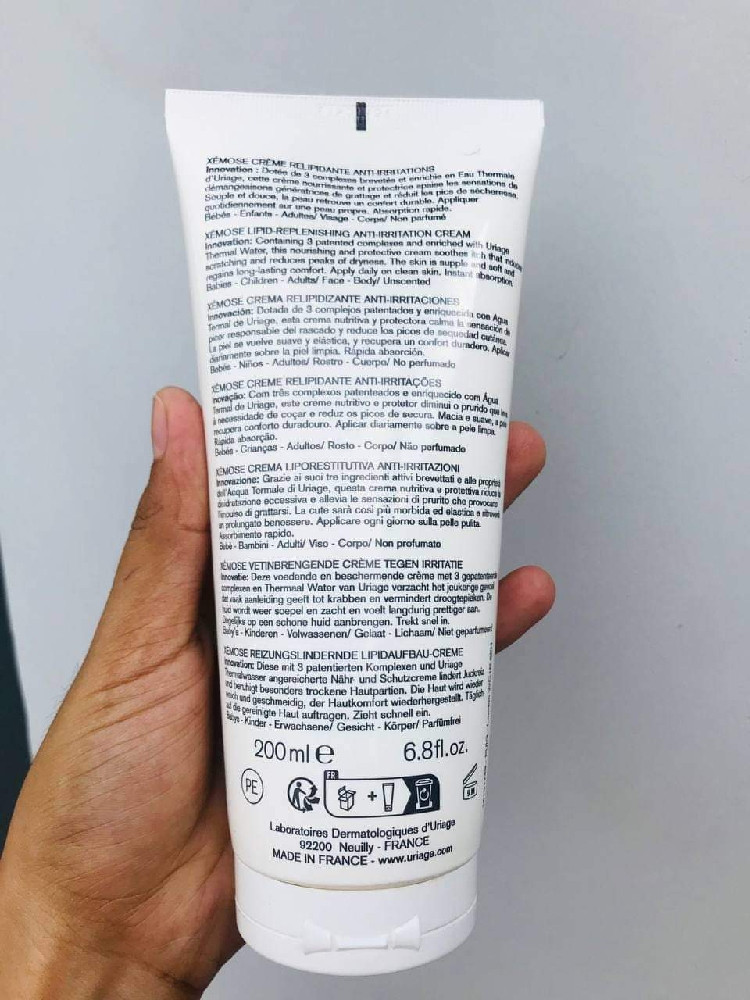 XÉMOSE CRÈME RELIPIDANTE ANTI-IRRITATIONS
Innovation : Dotée de 3 complexes brevetés et enrichie en Eau Thermale
d'Uriage, cette crème nourrissante et protectrice apaise les sensations de
démangeaisons génératrices de grattage et réduit les pics de sécheresse.
Souple et douce, la peau retrouve un confort durable. Appliquer
quotidiennement sur une peau propre. Absorption rapide.
Bébés - Enfants - Adultes/ Visage - Corps/ Non parfumé
XÉMOSE LIPID-REPLENISHING ANTI-IRRITATION CREAM
Innovation: Containing 3 patented complexes and enriched with Uriage
Thermal Water, this nourishing and protective cream soothes itch that induces
scratching and reduces peaks of dryness. The skin is supple and soft and
regains long-lasting comfort. Apply daily on clean skin. Instant absorption.
Babies - Children - Adults/ Face - Body/ Unscented
XÉMOSE CREMA RELIPIDIZANTE ANTI-IRRITACIONES
Innovación: Dotada de 3 complejos patentados y enriquecida con Agua
Termal de Uriage, esta crema nutritiva y protectora calma la sensación de
picor responsable del rascado y reduce los picos de sequedad cutánea.
La piel se vuelve suave y elástica, y recupera un confort duradero. Aplicar
diariamente sobre la piel limpia. Rápida absorción.
Bebés - Niños - Adultos/ Rostro - Cuerpo/ No perfumado
XÉMOSE CREME RELIPIDANTE ANTI-IRRITAÇÕES
Inovação: Com três complexos patenteados e enriquecido com Água
Termal de Uriage, este creme nutritivo e protetor diminui o prurido que leva
à necessidade de coçar e reduz os picos de secura. Macia e suave, a pele
recupera conforto duradouro. Aplicar diariamente sobre a pele limpa.
Rápida absorção.
Bebés - Crianças - Adultos/ Rosto - Corpo/ Não perfumado
XÉMOSE CREMA LIPORESTITUTIVA ANTI-IRRITAZIONI
Innovazione: Grazie ai suoi tre ingredienti attivi brevettati e alle proprietà
dell'Acqua Termale di Uriage, questa crema nutritiva e protettiva riduce la
disidratazione eccessiva e allevia le sensazioni di prurito che provocano
l'impulso di grattarsi. La cute sarà così più morbida ed elastica e ritroverà
un prolungato benessere. Applicare ogni giorno sulla pelle pulita.
Assorbimento rapido.
Bebè - Bambini - Adulti/ Viso - Corpo/ Non profumato
XÉMOSE VETINBRENGENDE CRÈME TEGEN IRRITATIE
Innovatie: Deze voedende en beschermende crème met 3 gepatenteerde
complexen en Thermaal Water van Uriage verzacht het jeukerige gevoel
dat vaak aanleiding geeft tot krabben en vermindert droogtepieken. De
huid wordt weer soepel en zacht en voelt langdurig prettiger aan.
Dagelijks op een schone huid aanbrengen. Trekt snel in.
Baby's - Kinderen - Volwassenen/ Gelaat - Lichaam/ Niet geparfumeerd
XÉMOSE REIZUNGSLINDERNDE LIPIDAUFBAU-CREME
Innovation: Diese mit 3 patentierten Komplexen und Uriage
Thermalwasser angereicherte Nähr- und Schutzcreme lindert Juckreiz
und beruhigt besonders trockene Hautpartien. Die Haut wird wieder
weich und geschmeidig, der Hautkomfort wiederhergestellt. Täglich
auf die gereinigte Haut auftragen. Zieht schnell ein.
Babys - Kinder - Erwachsene/ Gesicht - Körper/ Parfümfrei
200 ml e 6.8fl.oz.
PE FR +
Laboratoires Dermatologiques d'Uriage
92200 Neuilly - FRANCE
MADE IN FRANCE - www.uriage.com